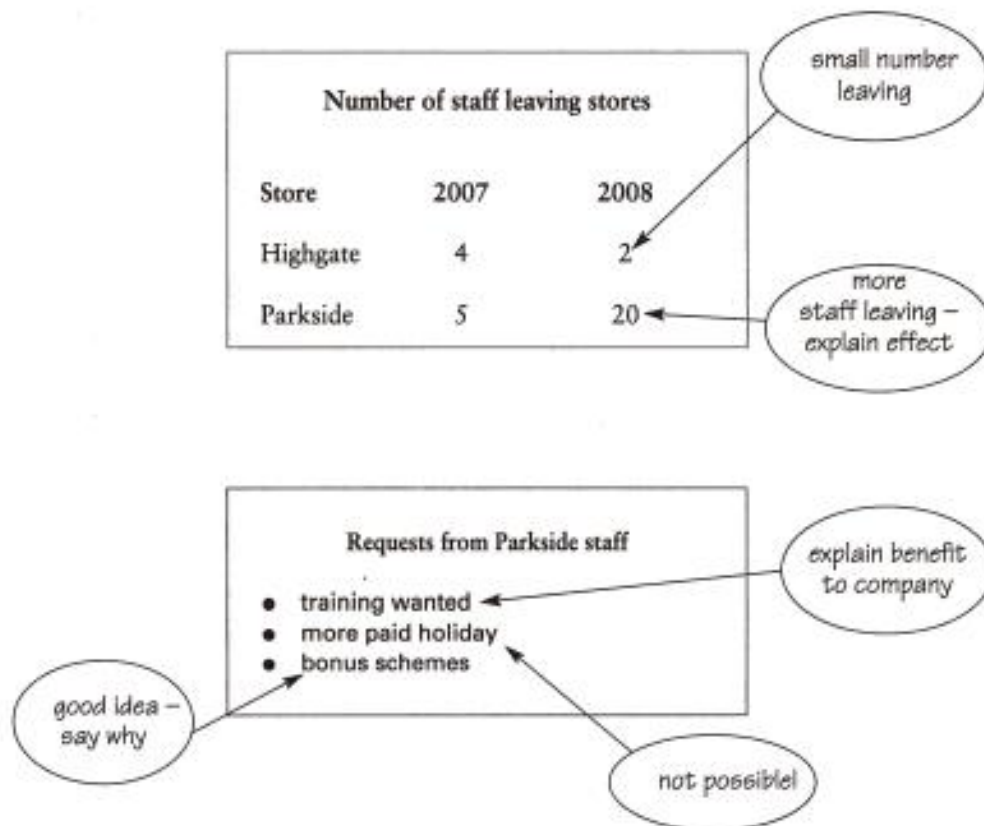 small number
leaving
Number of staff leaving stores
Store 2007 2008
Highgate 4 2
Parkside 5 20
more
staff leaving –
explain effect
Requests from Parkside staff
• training wanted
• more paid holiday
• bonus schemes
explain benefit
to company
good idea –
say why
not possible!